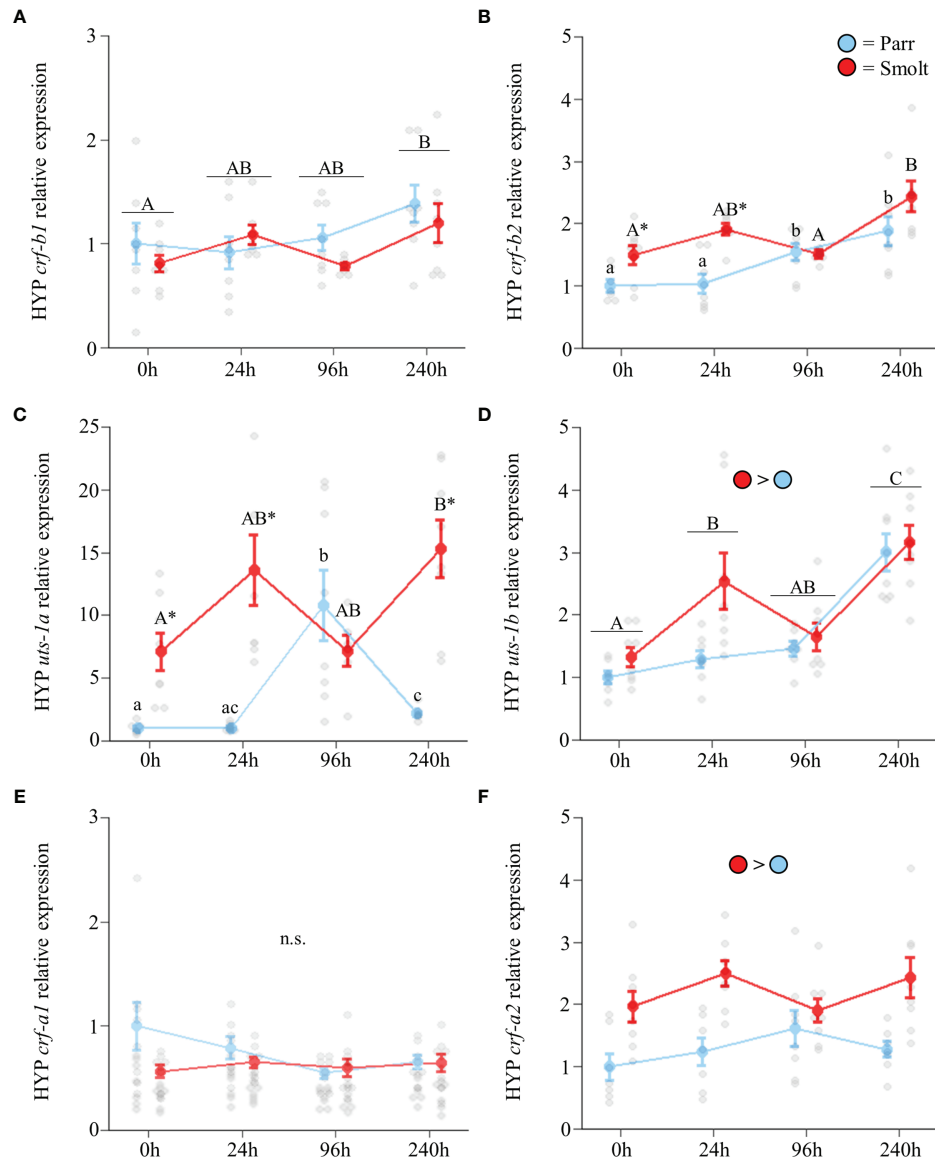 A
HYP crf-b1 relative expression
3
2
1
0
A
AB
AB
B
0h
24h
96h
240h
B
HYP crf-b2 relative expression
5
4
3
2
1
0
= Parr
= Smolt
A*
AB*
b
A
B
b
a
a
0h
24h
96h
240h
C
HYP uts-1a relative expression
25
20
15
10
5
0
A*
AB*
b
AB
B*
a
ac
c
0h
24h
96h
240h
D
HYP uts-1b relative expression
5
4
3
2
1
0
>
A
B
AB
C
0h
24h
96h
240h
E
HYP crf-a1 relative expression
3
2
1
0
n.s.
0h
24h
96h
240h
F
HYP crf-a2 relative expression
5
4
3
2
1
0
>
0h
24h
96h
240h